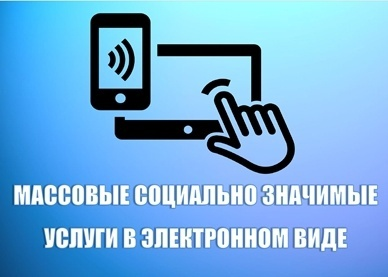 МАССОВЫЕ СОЦИАЛЬНО ЗНАЧИМЫЕ
УСЛУГИ В ЭЛЕКТРОННОМ ВИДЕ